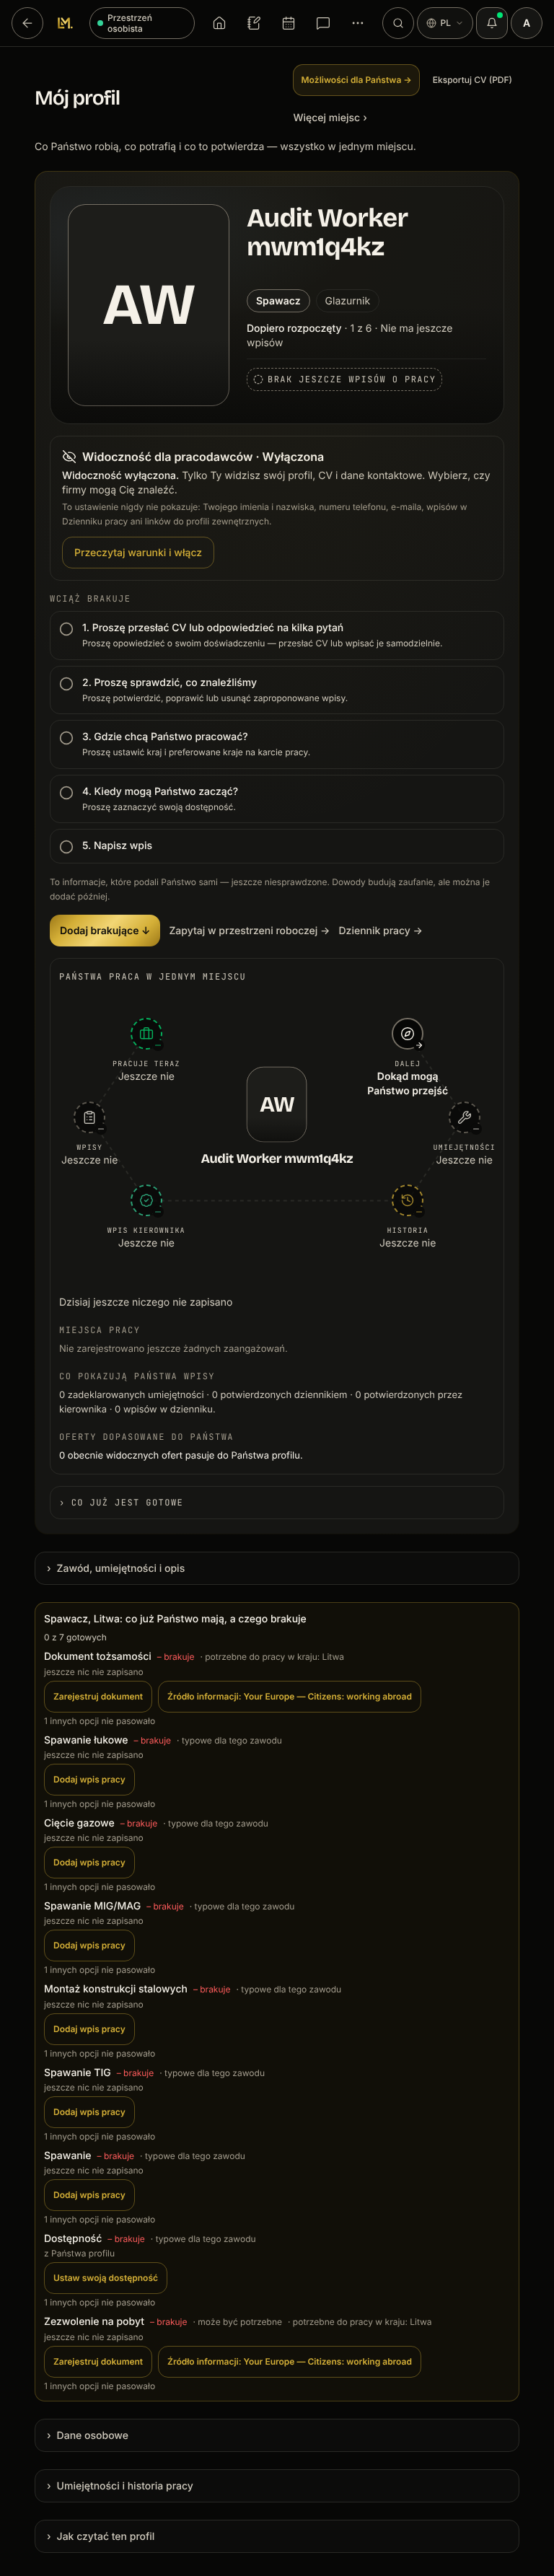 LM.
Przestrzeń
osobista
PL
A
Mój profil
Możliwości dla Państwa →
Eksportuj CV (PDF)
Więcej miejsc ›
Co Państwo robią, co potrafią i co to potwierdza — wszystko w jednym miejscu.
AW
Audit Worker
mwm1q4kz
Spawacz
Glazurnik
Dopiero rozpoczęty · 1 z 6 · Nie ma jeszcze
wpisów
BRAK JESZCZE WPISÓW O PRACY
Widoczność dla pracodawców · Wyłączona
Widoczność wyłączona. Tylko Ty widzisz swój profil, CV i dane kontaktowe. Wybierz, czy
firmy mogą Cię znaleźć.
To ustawienie nigdy nie pokazuje: Twojego imienia i nazwiska, numeru telefonu, e-maila, wpisów w
Dzienniku pracy ani linków do profili zewnętrznych.
Przeczytaj warunki i włącz
WCIĄŻ BRAKUJE
1. Proszę przesłać CV lub odpowiedzieć na kilka pytań
Proszę opowiedzieć o swoim doświadczeniu — przesłać CV lub wpisać je samodzielnie.
2. Proszę sprawdzić, co znaleźliśmy
Proszę potwierdzić, poprawić lub usunąć zaproponowane wpisy.
3. Gdzie chcą Państwo pracować?
Proszę ustawić kraj i preferowane kraje na karcie pracy.
4. Kiedy mogą Państwo zacząć?
Proszę zaznaczyć swoją dostępność.
5. Napisz wpis
To informacje, które podali Państwo sami — jeszcze niesprawdzone. Dowody budują zaufanie, ale można je
dodać później.
Dodaj brakujące ↓
Zapytaj w przestrzeni roboczej →
Dziennik pracy →
PAŃSTWA PRACA W JEDNYM MIEJSCU
PRACUJE TERAZ
Jeszcze nie
DALEJ
Dokąd mogą
Państwo przejść
AW
Audit Worker mwm1q4kz
WPISY
Jeszcze nie
UMIEJĘTNOŚCI
Jeszcze nie
WPIS KIEROWNIKA
Jeszcze nie
HISTORIA
Jeszcze nie
Dzisiaj jeszcze niczego nie zapisano
MIEJSCA PRACY
Nie zarejestrowano jeszcze żadnych zaangażowań.
CO POKAZUJĄ PAŃSTWA WPISY
0 zadeklarowanych umiejętności · 0 potwierdzonych dziennikiem · 0 potwierdzonych przez
kierownika · 0 wpisów w dzienniku.
OFERTY DOPASOWANE DO PAŃSTWA
0 obecnie widocznych ofert pasuje do Państwa profilu.
› CO JUŻ JEST GOTOWE
› Zawód, umiejętności i opis
Spawacz, Litwa: co już Państwo mają, a czego brakuje
0 z 7 gotowych
Dokument tożsamości – brakuje · potrzebne do pracy w kraju: Litwa
jeszcze nic nie zapisano
Zarejestruj dokument
Źródło informacji: Your Europe — Citizens: working abroad
1 innych opcji nie pasowało
Spawanie łukowe – brakuje · typowe dla tego zawodu
jeszcze nic nie zapisano
Dodaj wpis pracy
1 innych opcji nie pasowało
Cięcie gazowe – brakuje · typowe dla tego zawodu
jeszcze nic nie zapisano
Dodaj wpis pracy
1 innych opcji nie pasowało
Spawanie MIG/MAG – brakuje · typowe dla tego zawodu
jeszcze nic nie zapisano
Dodaj wpis pracy
1 innych opcji nie pasowało
Montaż konstrukcji stalowych – brakuje · typowe dla tego zawodu
jeszcze nic nie zapisano
Dodaj wpis pracy
1 innych opcji nie pasowało
Spawanie TIG – brakuje · typowe dla tego zawodu
jeszcze nic nie zapisano
Dodaj wpis pracy
1 innych opcji nie pasowało
Spawanie – brakuje · typowe dla tego zawodu
jeszcze nic nie zapisano
Dodaj wpis pracy
1 innych opcji nie pasowało
Dostępność – brakuje · typowe dla tego zawodu
z Państwa profilu
Ustaw swoją dostępność
1 innych opcji nie pasowało
Zezwolenie na pobyt – brakuje · może być potrzebne · potrzebne do pracy w kraju: Litwa
jeszcze nic nie zapisano
Zarejestruj dokument
Źródło informacji: Your Europe — Citizens: working abroad
1 innych opcji nie pasowało
› Dane osobowe
› Umiejętności i historia pracy
› Jak czytać ten profil